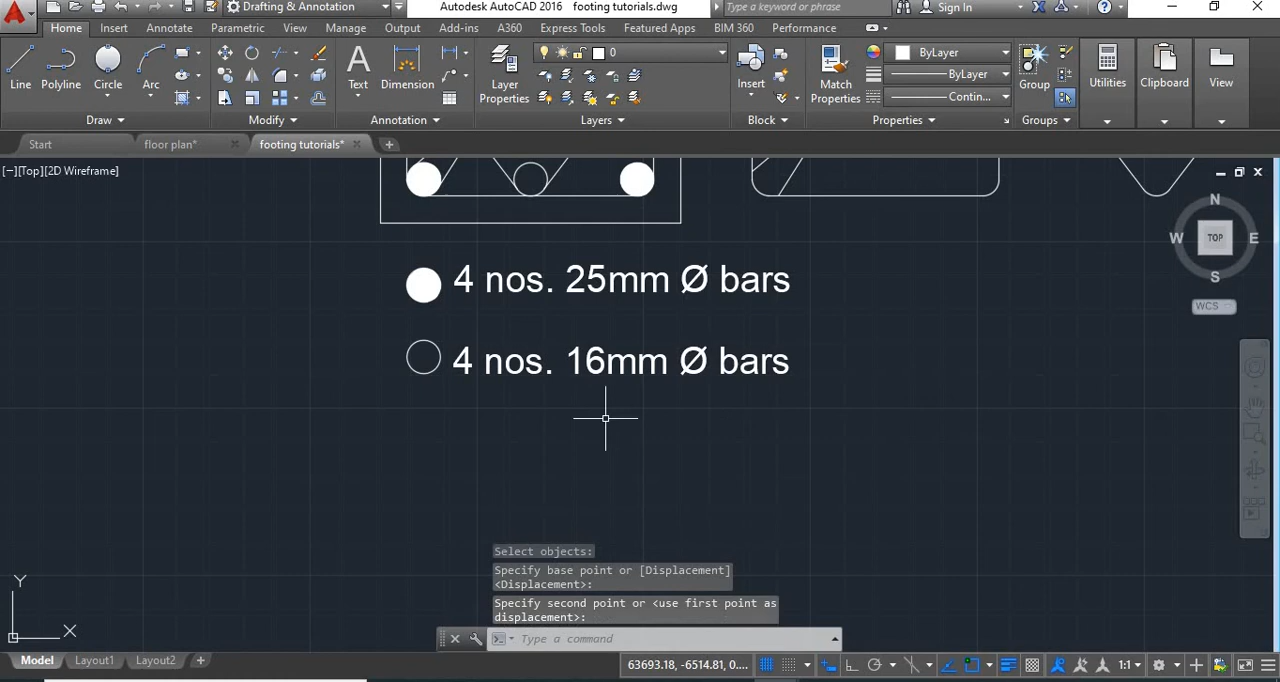 Drafting & Annotation
Autodesk AutoCAD 2016 footing tutorials.dwg
Type a keyword or phrase
Sign In
Home Insert Annotate Parametric View Manage Output Add-ins A360 Express Tools Featured Apps BIM 360 Performance
Line Polyline Circle Arc
Text Dimension
Layer Properties
0
Insert
Match Properties
ByLayer
ByLayer
Contin...
Group
Utilities
Clipboard
View
Draw Modify Annotation Layers Block Properties Groups
Start floor plan* footing tutorials*
[−][Top][2D Wireframe]
N
W TOP E
S
WCS
4 nos. 25mm Ø bars
4 nos. 16mm Ø bars
Select objects:
Specify base point or [Displacement]
<Displacement>:
Specify second point or <use first point as
displacement>:
Type a command
Y
X
Model Layout1 Layout2
63693.18, -6514.81, 0....
MODEL
1:1